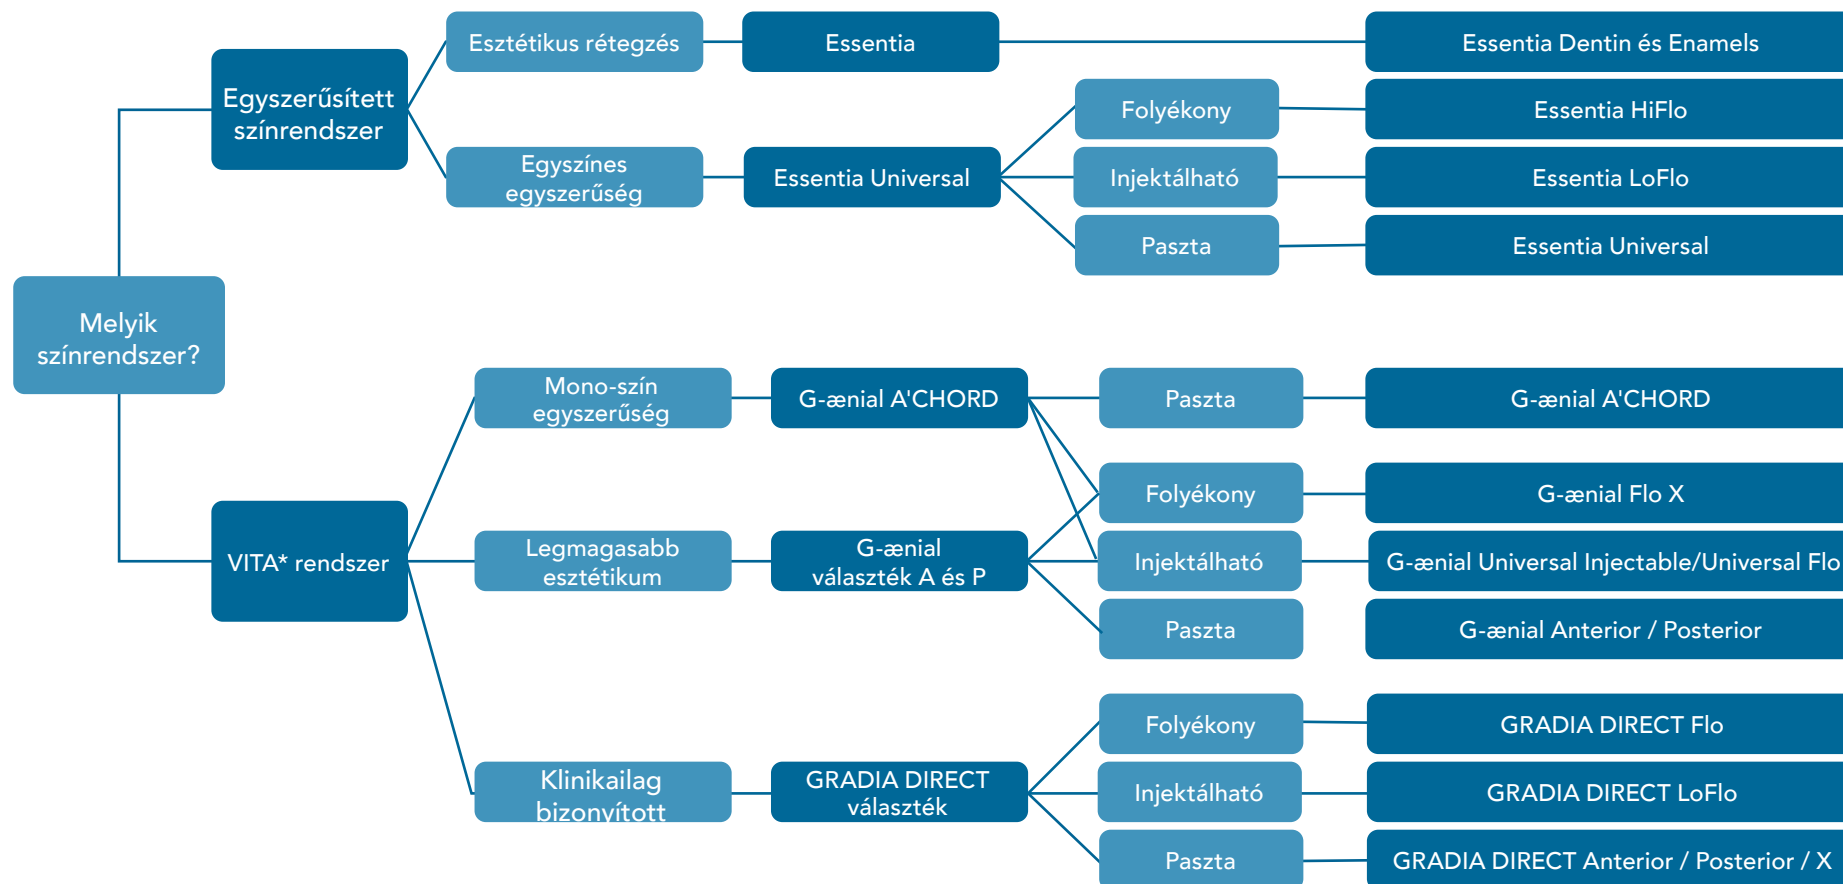 Esztétikus rétegzés
Essentia
Essentia Dentin és Enamels
Egyszerűsített
színrendszer
Folyékony
Essentia HiFlo
Egyszínes
egyszerűség
Essentia Universal
Injektálható
Essentia LoFlo
Paszta
Essentia Universal
Melyik
színrendszer?
Mono-szín
egyszerűség
G-ænial A'CHORD
Paszta
G-ænial A'CHORD
Folyékony
G-ænial Flo X
VITA* rendszer
Legmagasabb
esztétikum
G-ænial
választék A és P
Injektálható
G-ænial Universal Injectable/Universal Flo
Paszta
G-ænial Anterior / Posterior
Folyékony
GRADIA DIRECT Flo
Klinikailag
bizonyított
GRADIA DIRECT
választék
Injektálható
GRADIA DIRECT LoFlo
Paszta
GRADIA DIRECT Anterior / Posterior / X